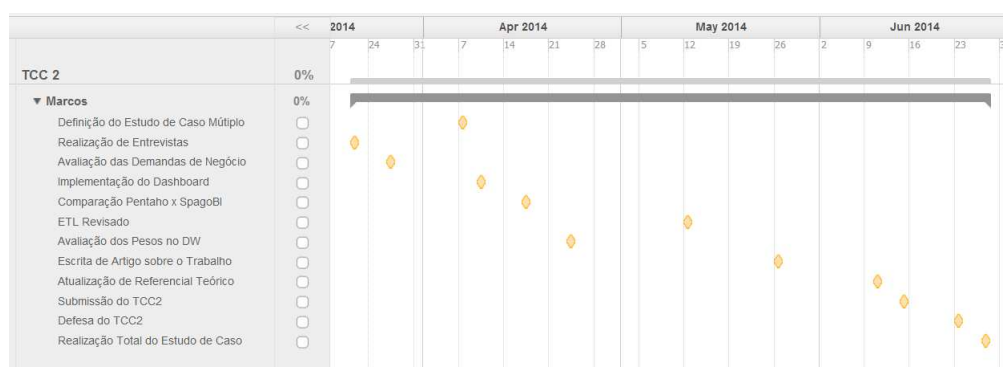 << 2014 Apr 2014 May 2014 Jun 2014
7 24 31 7 14 21 28 5 12 19 26 2 9 16 23 3
TCC 2 0%
▼ Marcos 0%
Definição do Estudo de Caso Mútiplo
Realização de Entrevistas
Avaliação das Demandas de Negócio
Implementação do Dashboard
Comparação Pentaho x SpagoBI
ETL Revisado
Avaliação dos Pesos no DW
Escrita de Artigo sobre o Trabalho
Atualização de Referencial Teórico
Submissão do TCC2
Defesa do TCC2
Realização Total do Estudo de Caso